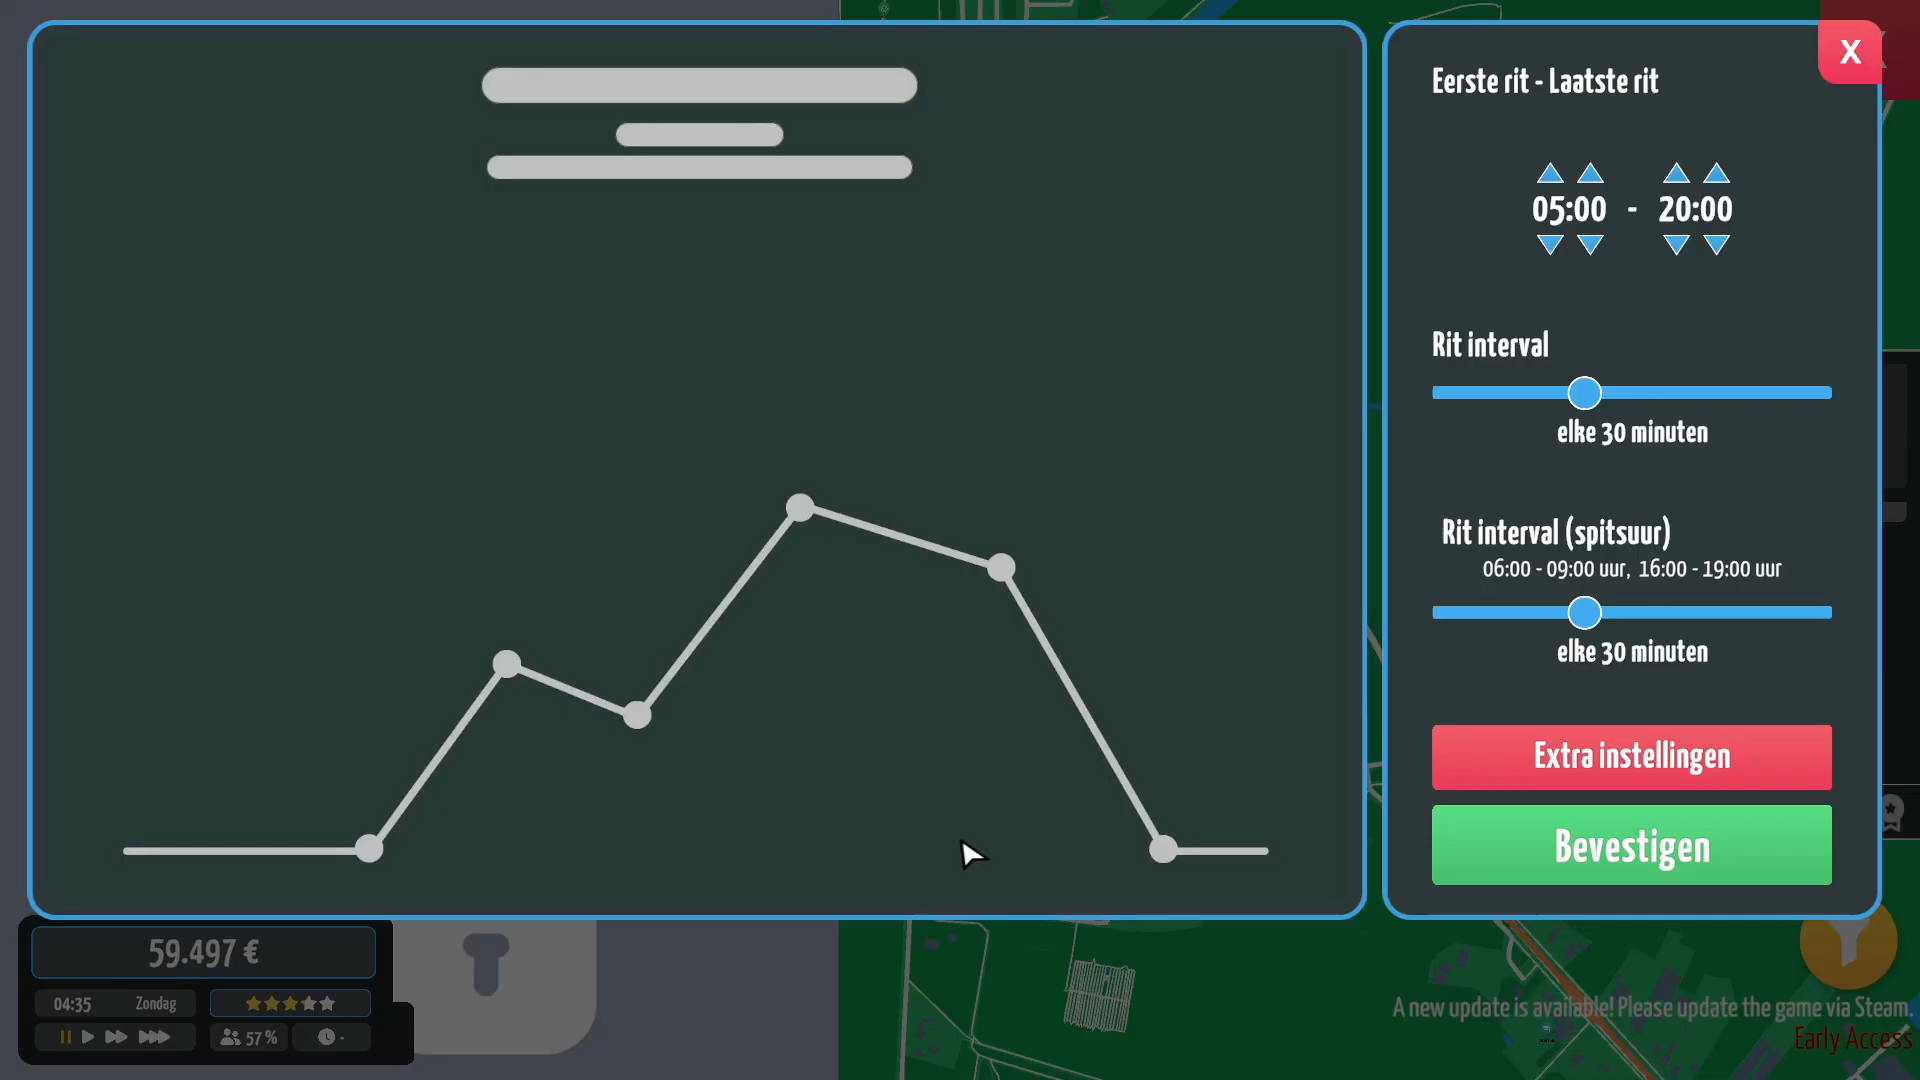 X
Eerste rit - Laatste rit
05:00 - 20:00
Rit interval
elke 30 minuten
Rit interval (spitsuur)
06:00 - 09:00 uur, 16:00 - 19:00 uur
elke 30 minuten
Extra instellingen
Bevestigen
59.497 €
04:35 Zondag
57 % -
A new update is available! Please update the game via Steam.
Early Access